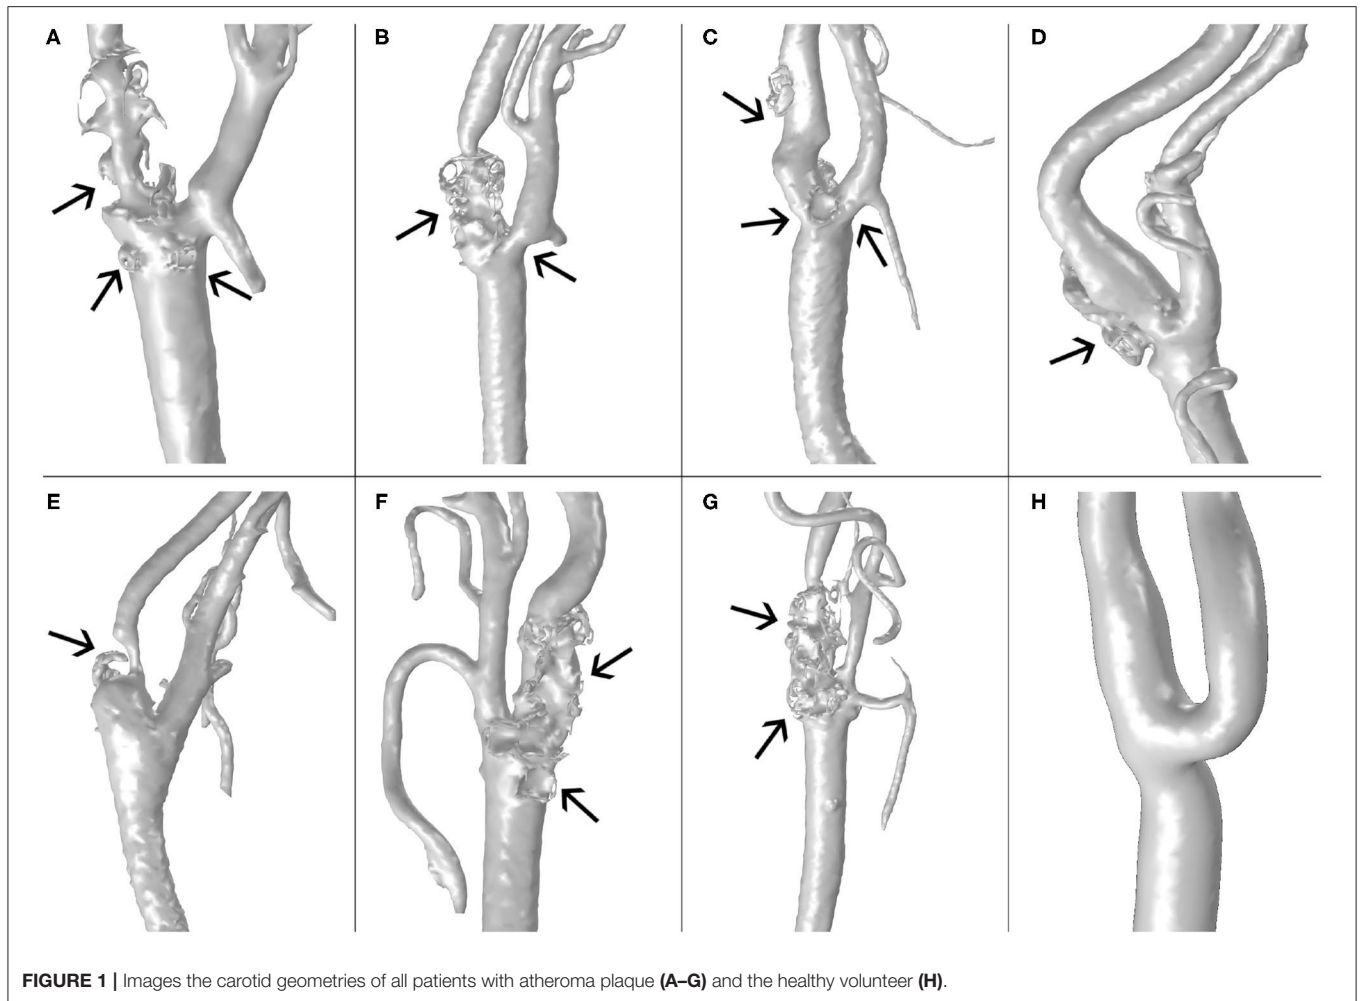 A
B
C
D
E
F
G
H
FIGURE 1 | Images the carotid geometries of all patients with atheroma plaque (A–G) and the healthy volunteer (H).